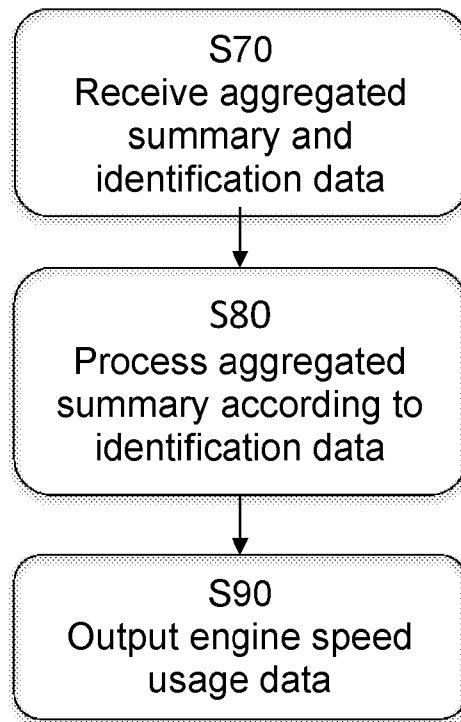 S70
Receive aggregated
summary and
identification data
S80
Process aggregated
summary according to
identification data
S90
Output engine speed
usage data